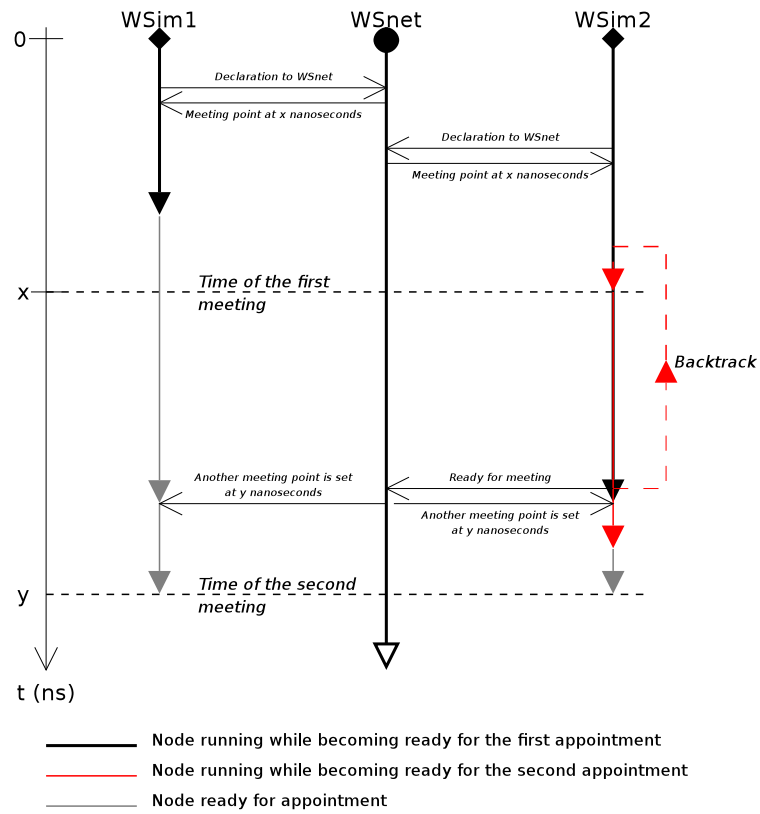 WSim1 WSnet WSim2
0
Declaration to WSnet
Meeting point at x nanoseconds
Declaration to WSnet
Meeting point at x nanoseconds
Time of the first
meeting
x
Backtrack
Another meeting point is set
at y nanoseconds
Ready for meeting
Another meeting point is set
at y nanoseconds
Time of the second
meeting
y
t (ns)
Node running while becoming ready for the first appointment
Node running while becoming ready for the second appointment
Node ready for appointment